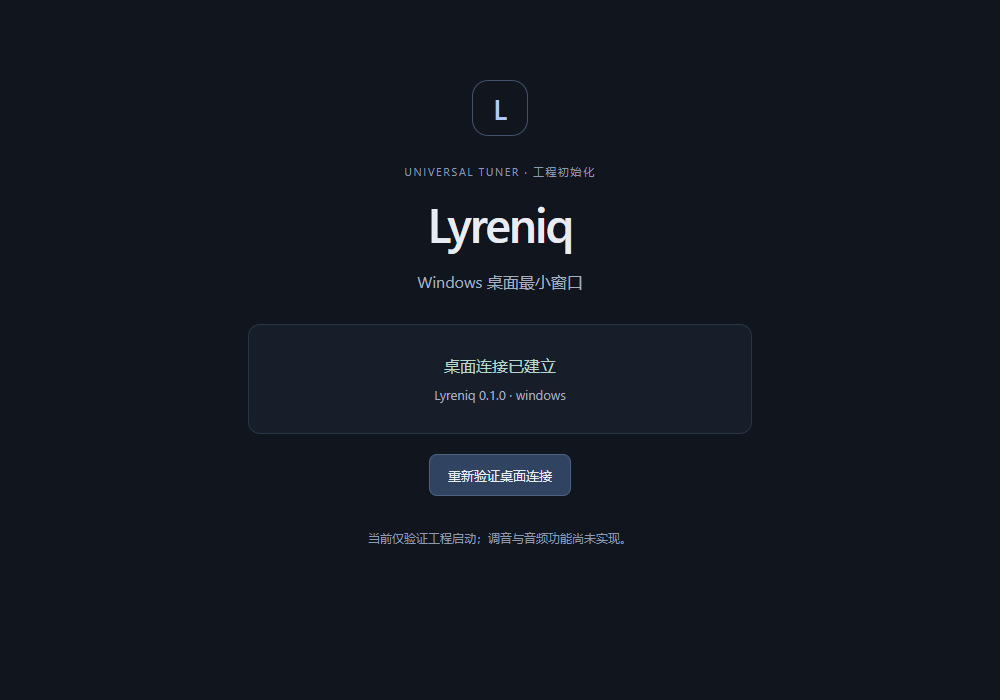 L
UNIVERSAL TUNER · 工程初始化
Lyreniq
Windows 桌面最小窗口
桌面连接已建立
Lyreniq 0.1.0 · windows
重新验证桌面连接
当前仅验证工程启动；调音与音频功能尚未实现。